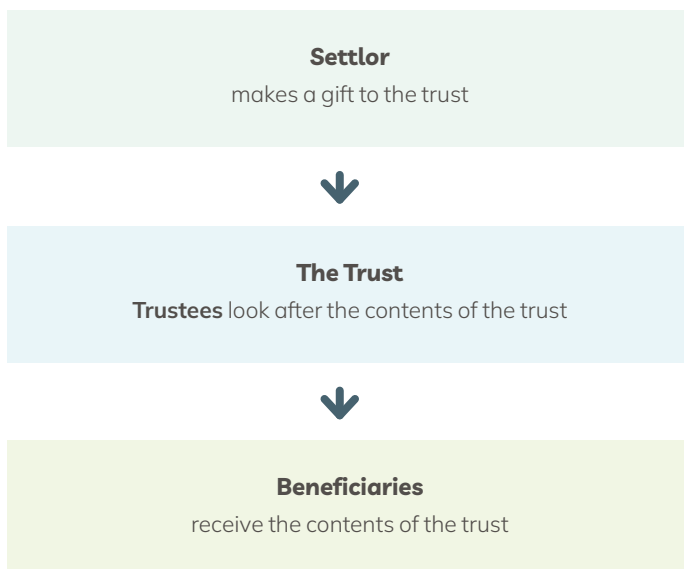 Settlor
makes a gift to the trust
The Trust
Trustees look after the contents of the trust
Beneficiaries
receive the contents of the trust